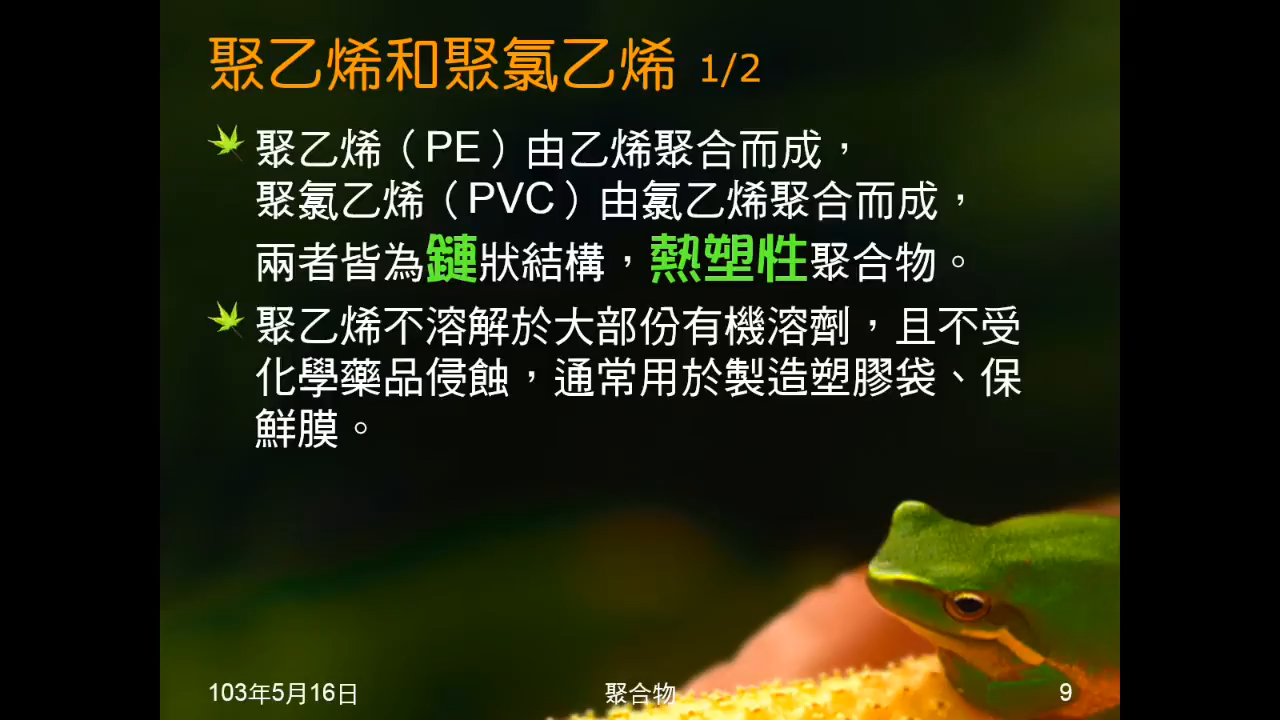 聚乙烯和聚氯乙烯 1/2
聚乙烯（PE）由乙烯聚合而成，
聚氯乙烯（PVC）由氯乙烯聚合而成，
兩者皆為鏈狀結構，熱塑性聚合物。
聚乙烯不溶解於大部份有機溶劑，且不受
化學藥品侵蝕，通常用於製造塑膠袋、保
鮮膜。
103年5月16日
聚合物
9